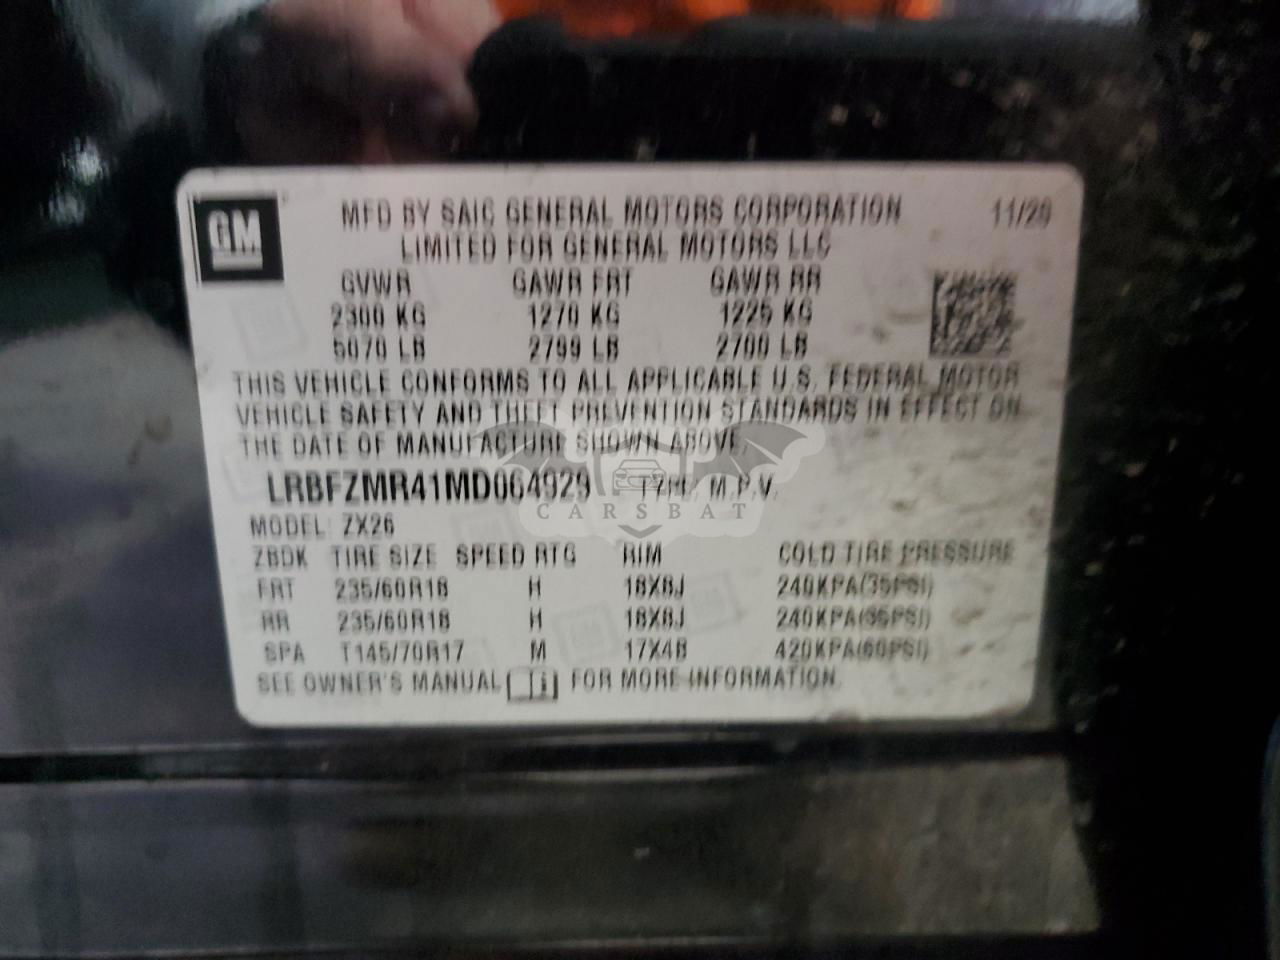 GM MFD BY SAIC GENERAL MOTORS CORPORATION 11/20
LIMITED FOR GENERAL MOTORS LLC
GVWR GAWR FRT GAWR RR
2300 KG 1270 KG 1225 KG
5070 LB 2799 LB 2700 LB
THIS VEHICLE CONFORMS TO ALL APPLICABLE U.S. FEDERAL MOTOR
VEHICLE SAFETY AND THEFT PREVENTION STANDARDS IN EFFECT ON
THE DATE OF MANUFACTURE SHOWN ABOVE.
LRBFZMR41MD064929 TYPE: M.P.V.
CARSBAT
MODEL: ZX26
ZBDK TIRE SIZE SPEED RTG RIM COLD TIRE PRESSURE
FRT 235/60R18 H 18X8J 240KPA(35PSI)
RR 235/60R18 H 18X8J 240KPA(35PSI)
SPA T145/70R17 M 17X4B 420KPA(60PSI)
SEE OWNER'S MANUAL FOR MORE INFORMATION.